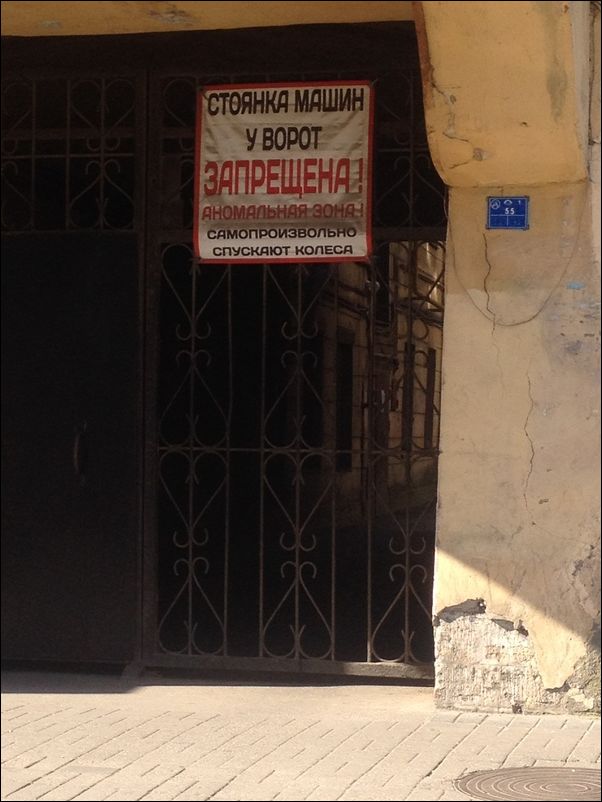 СТОЯНКА МАШИН
У ВОРОТ
ЗАПРЕЩЕНА!
АНОМАЛЬНАЯ ЗОНА!
САМОПРОИЗВОЛЬНО
СПУСКАЮТ КОЛЕСА
55